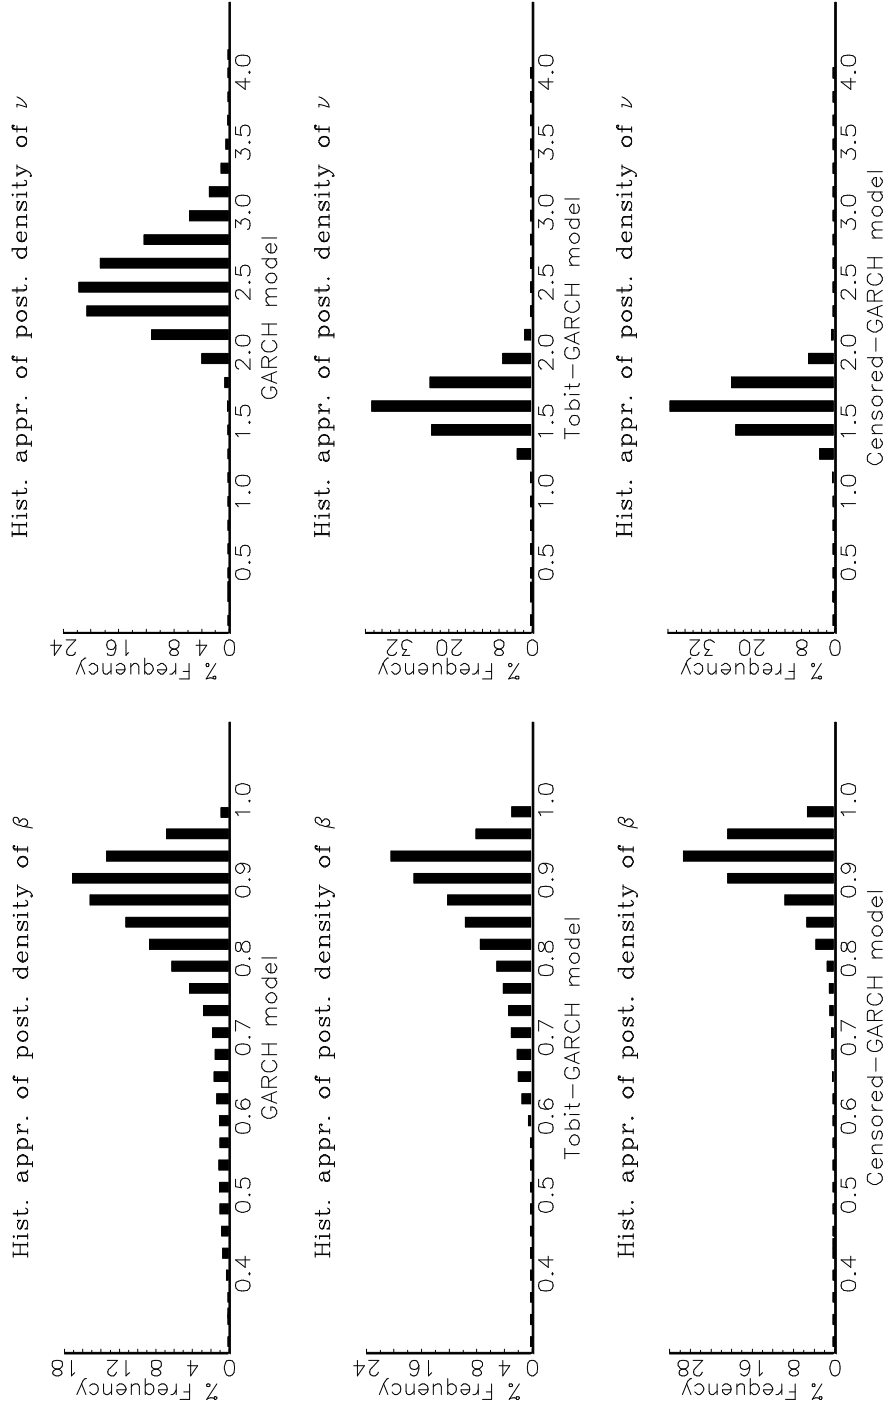 Hist. appr. of post. density of β
% Frequency
0 4 8 12 18
0.4 0.5 0.6 0.7 0.8 0.9 1.0
GARCH model
Hist. appr. of post. density of ν
% Frequency
0 4 8 16 24
0.5 1.0 1.5 2.0 2.5 3.0 3.5 4.0
GARCH model
Hist. appr. of post. density of β
% Frequency
0 4 8 16 24
0.4 0.5 0.6 0.7 0.8 0.9 1.0
Tobit-GARCH model
Hist. appr. of post. density of ν
% Frequency
0 8 20 32
0.5 1.0 1.5 2.0 2.5 3.0 3.5 4.0
Tobit-GARCH model
Hist. appr. of post. density of β
% Frequency
0 8 16 28
0.4 0.5 0.6 0.7 0.8 0.9 1.0
Censored-GARCH model
Hist. appr. of post. density of ν
% Frequency
0 8 20 32
0.5 1.0 1.5 2.0 2.5 3.0 3.5 4.0
Censored-GARCH model